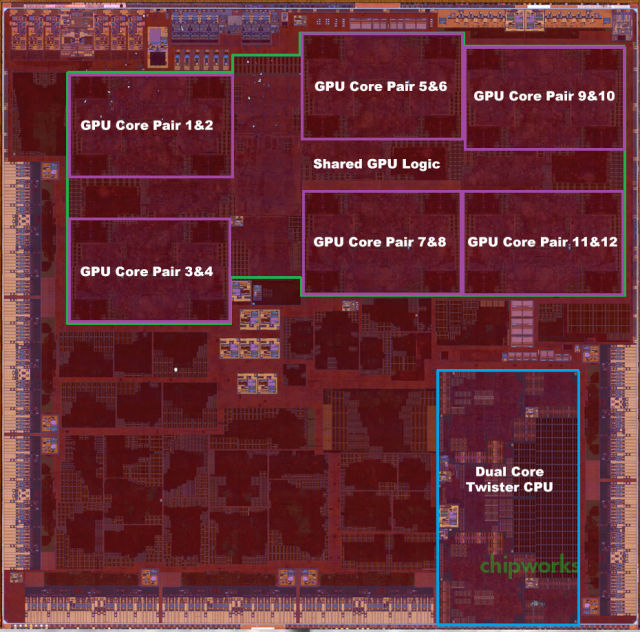 GPU Core Pair 5&6
GPU Core Pair 9&10
GPU Core Pair 1&2
Shared GPU Logic
GPU Core Pair 7&8
GPU Core Pair 11&12
GPU Core Pair 3&4
Dual Core
Twister CPU
chipworks